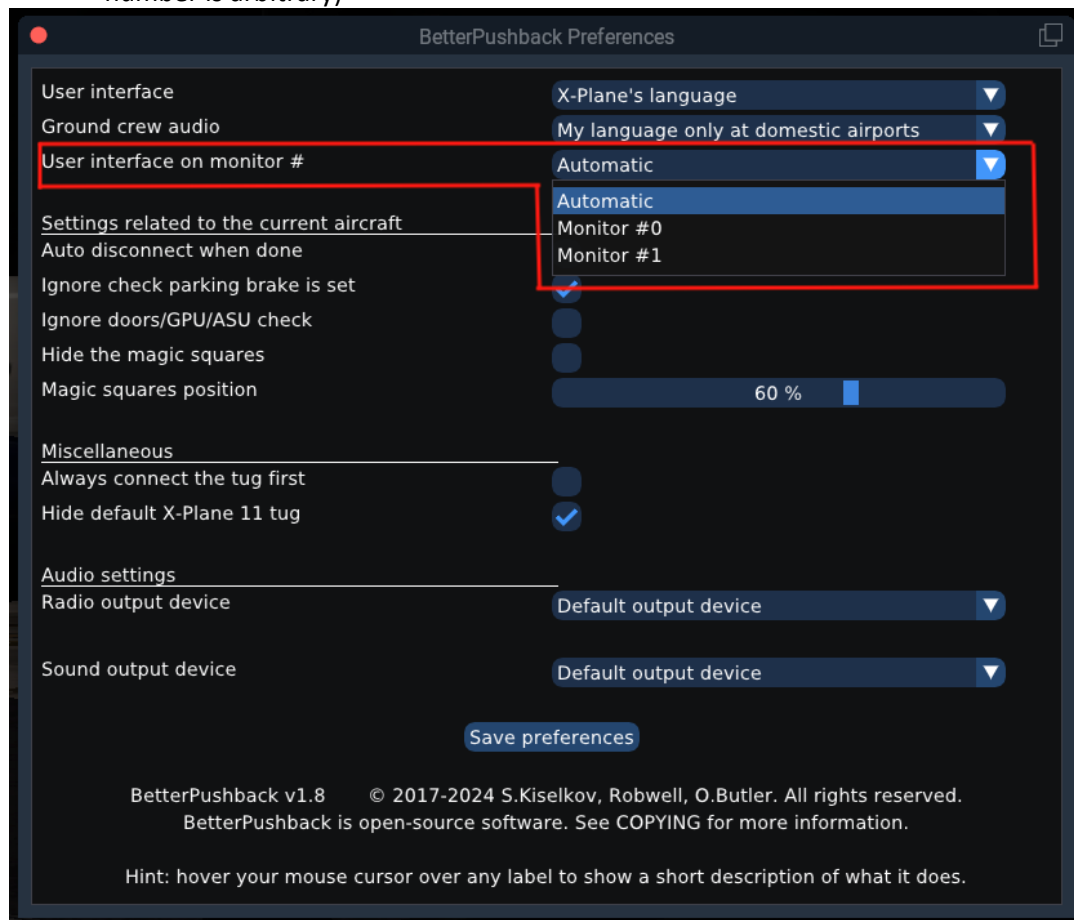 number is arbitrary)
BetterPushback Preferences
User interface X-Plane's language
Ground crew audio My language only at domestic airports
User interface on monitor # Automatic
Automatic
Settings related to the current aircraft Monitor #0
Auto disconnect when done Monitor #1
Ignore check parking brake is set
Ignore doors/GPU/ASU check
Hide the magic squares
Magic squares position 60 %
Miscellaneous
Always connect the tug first
Hide default X-Plane 11 tug
Audio settings
Radio output device Default output device
Sound output device Default output device
Save preferences
BetterPushback v1.8 © 2017-2024 S.Kiselkov, Robwell, O.Butler. All rights reserved.
BetterPushback is open-source software. See COPYING for more information.
Hint: hover your mouse cursor over any label to show a short description of what it does.